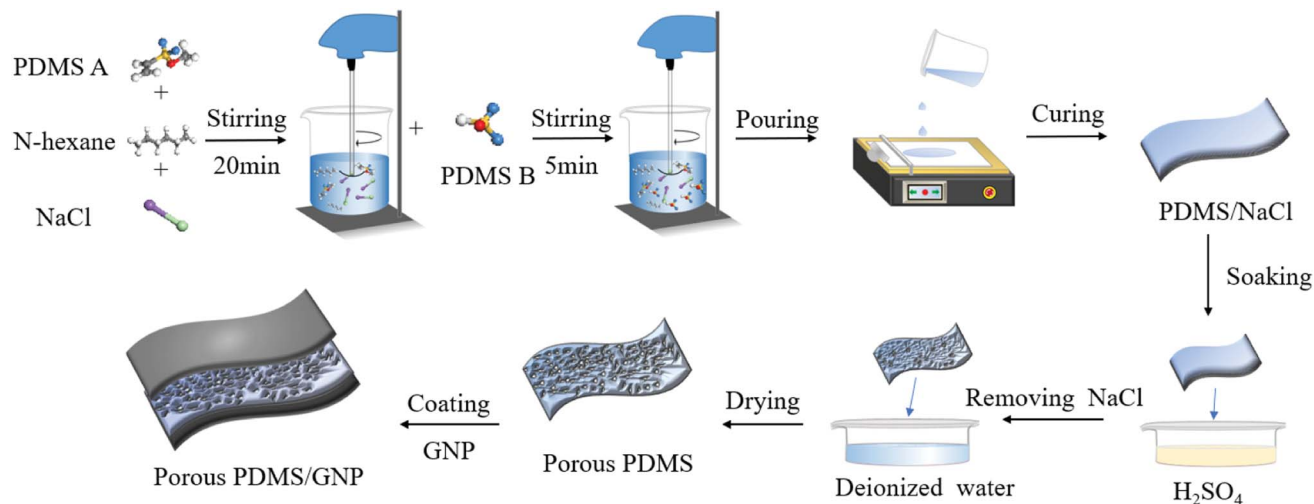 PDMS A
+
N-hexane
+
NaCl
Stirring
20min
+
PDMS B
Stirring
5min
Pouring
Curing
PDMS/NaCl
Soaking
H₂SO₄
Removing NaCl
Deionized water
Drying
Porous PDMS
Coating
GNP
Porous PDMS/GNP